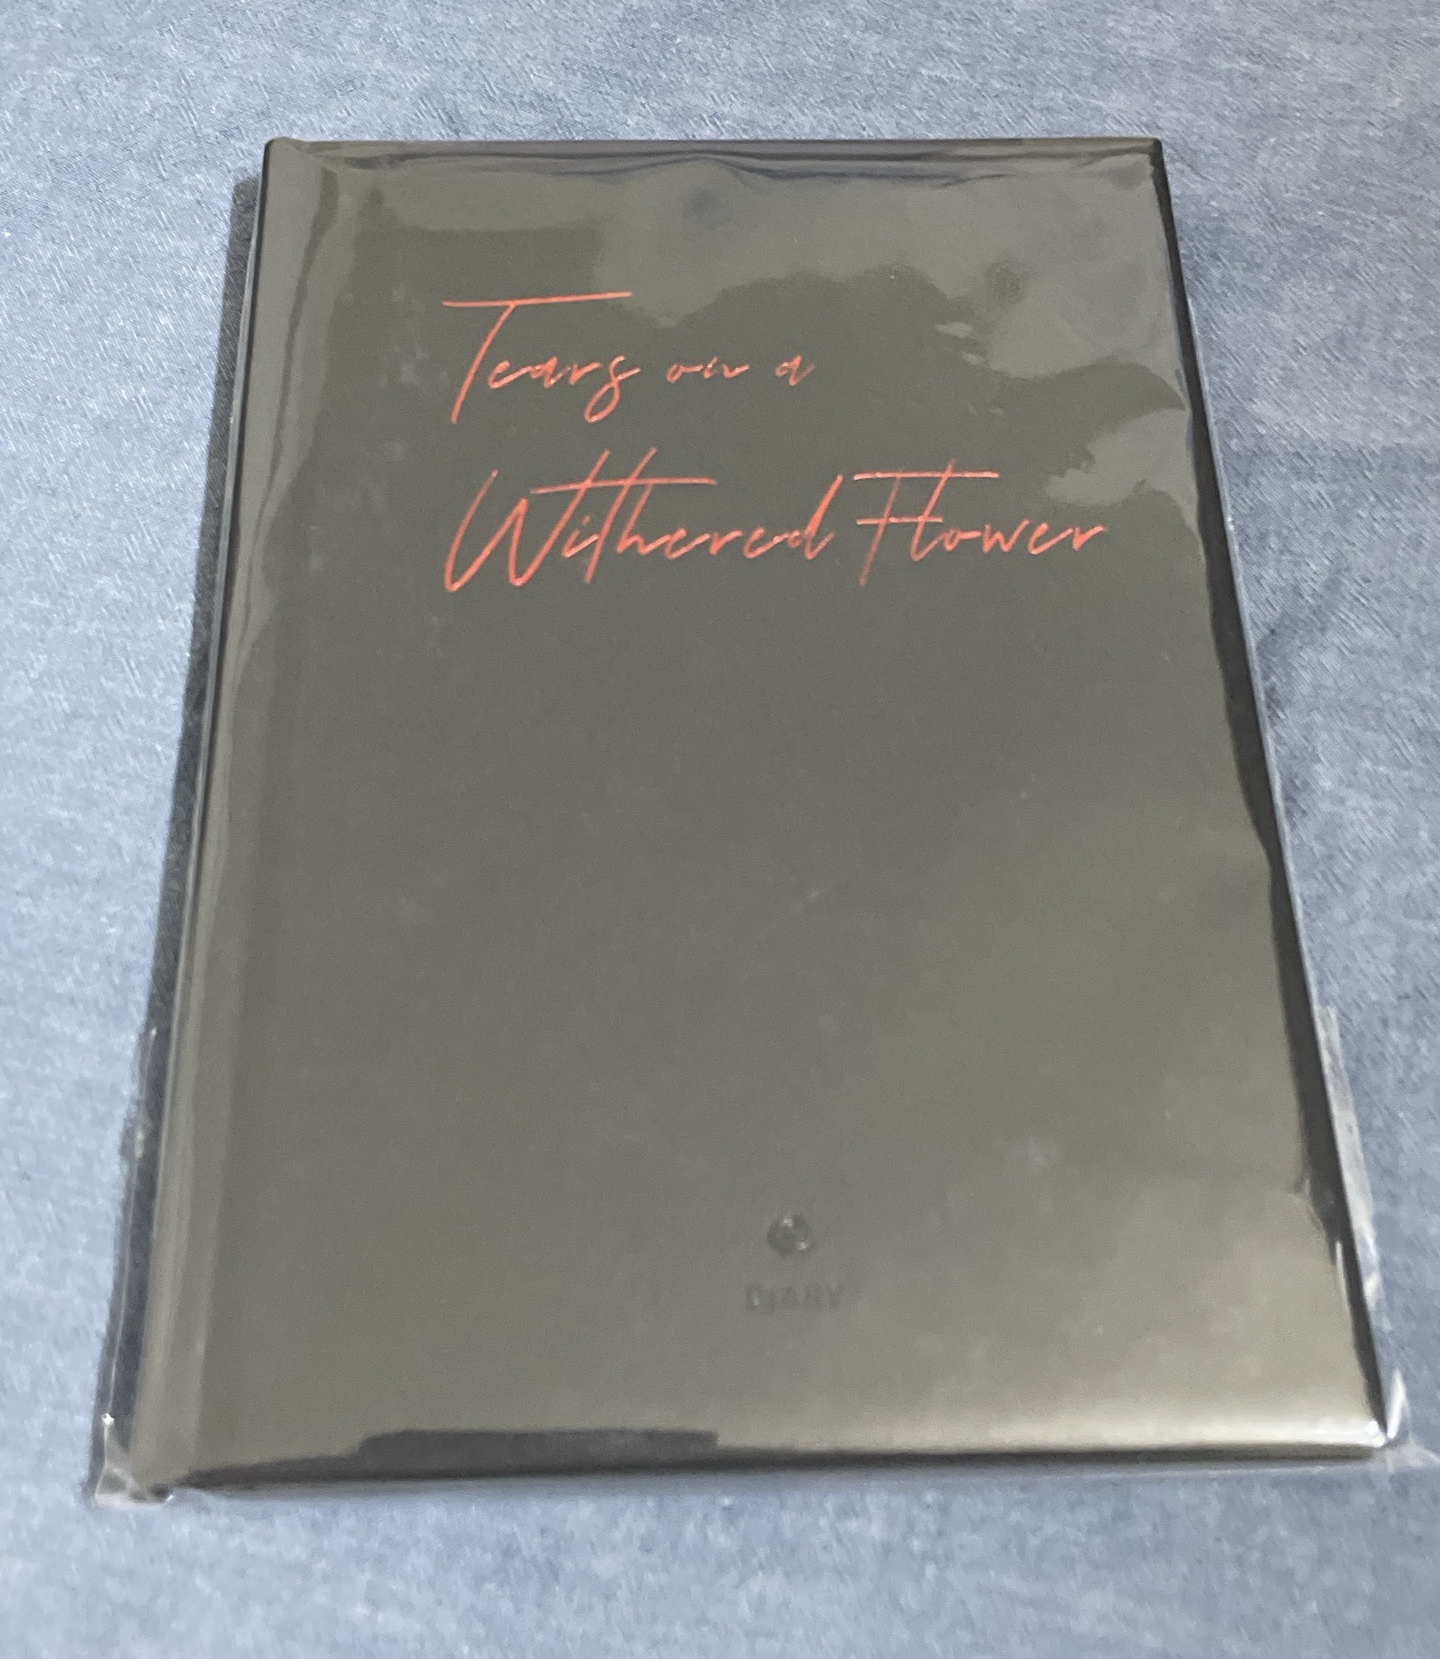 Tears on a
Withered Flower
DIARY